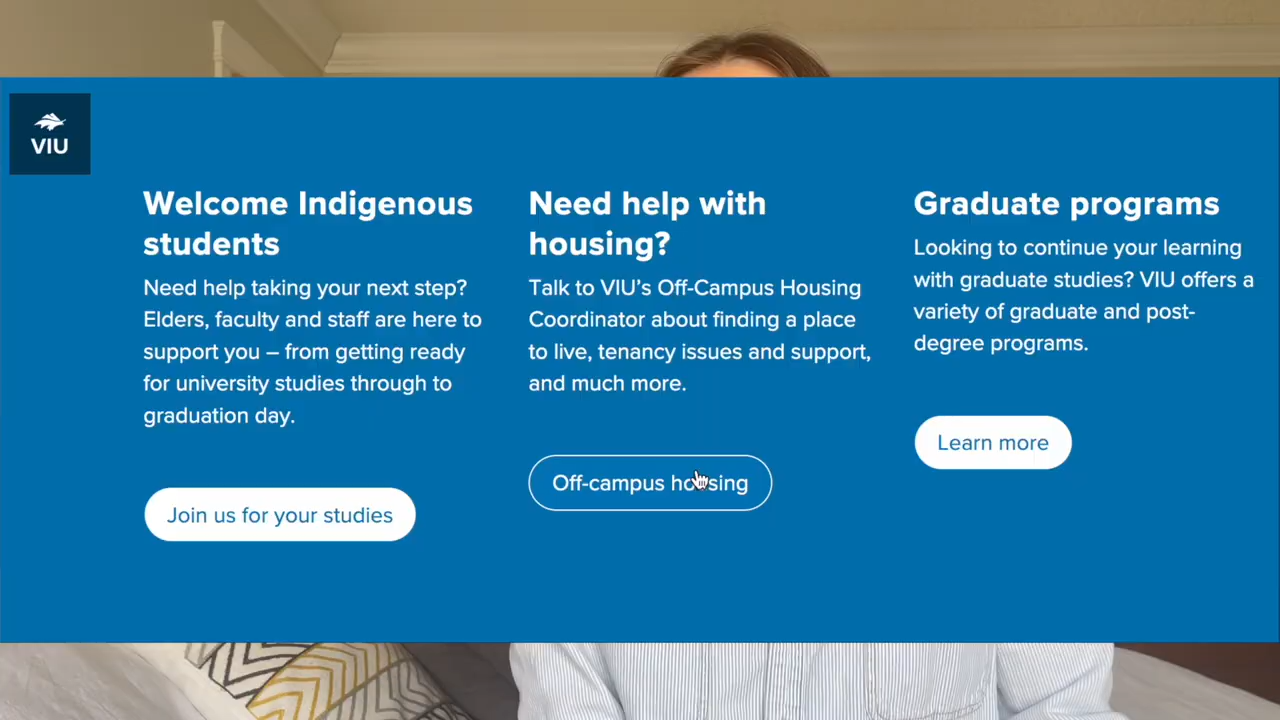 VIU
Welcome Indigenous
students
Need help taking your next step?
Elders, faculty and staff are here to
support you – from getting ready
for university studies through to
graduation day.
Join us for your studies
Need help with
housing?
Talk to VIU’s Off-Campus Housing
Coordinator about finding a place
to live, tenancy issues and support,
and much more.
Off-campus housing
Graduate programs
Looking to continue your learning
with graduate studies? VIU offers a
variety of graduate and post-
degree programs.
Learn more